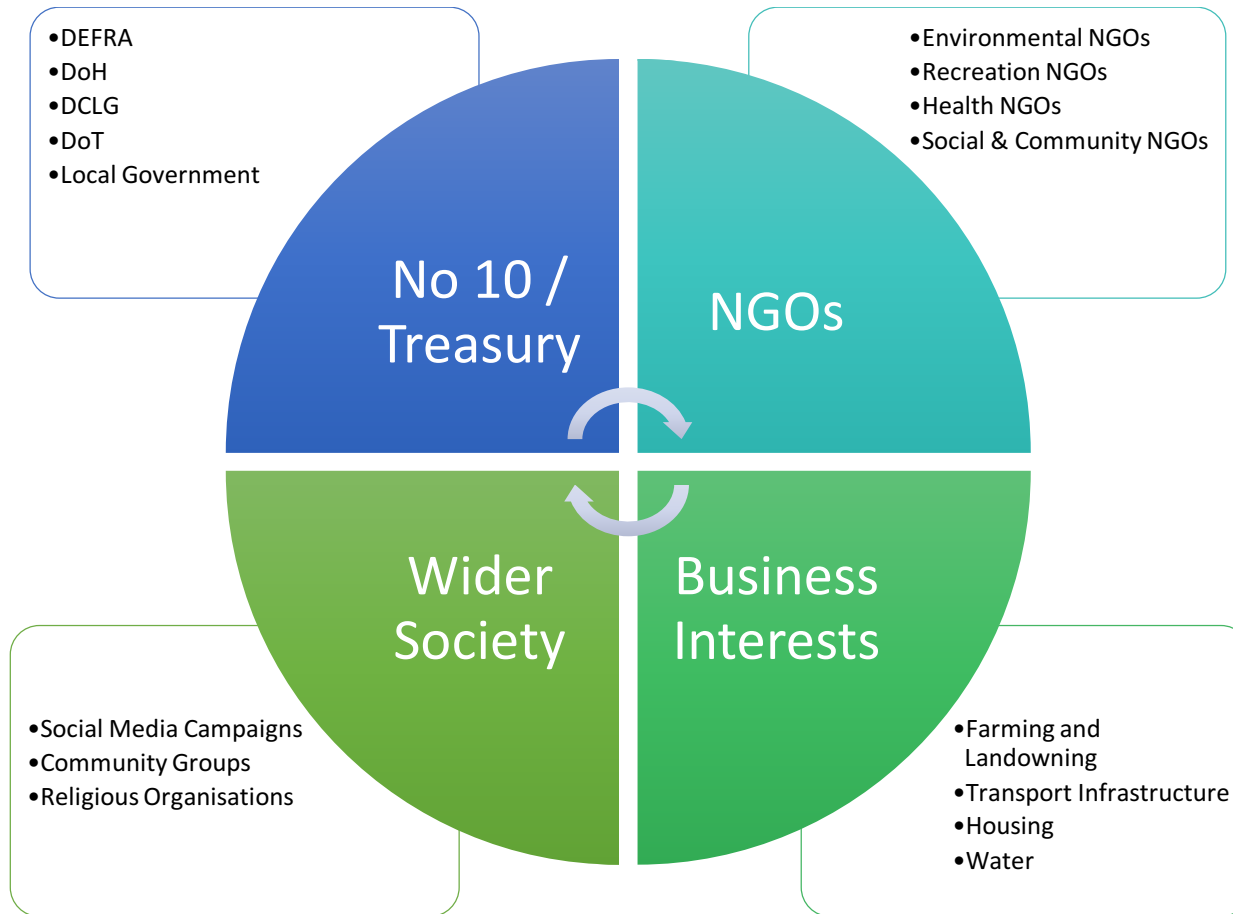 •DEFRA
•DoH
•DCLG
•DoT
•Local Government
•Environmental NGOs
•Recreation NGOs
•Health NGOs
•Social & Community NGOs
No 10 /
Treasury
NGOs
Wider
Society
Business
Interests
•Social Media Campaigns
•Community Groups
•Religious Organisations
•Farming and
Landowning
•Transport Infrastructure
•Housing
•Water